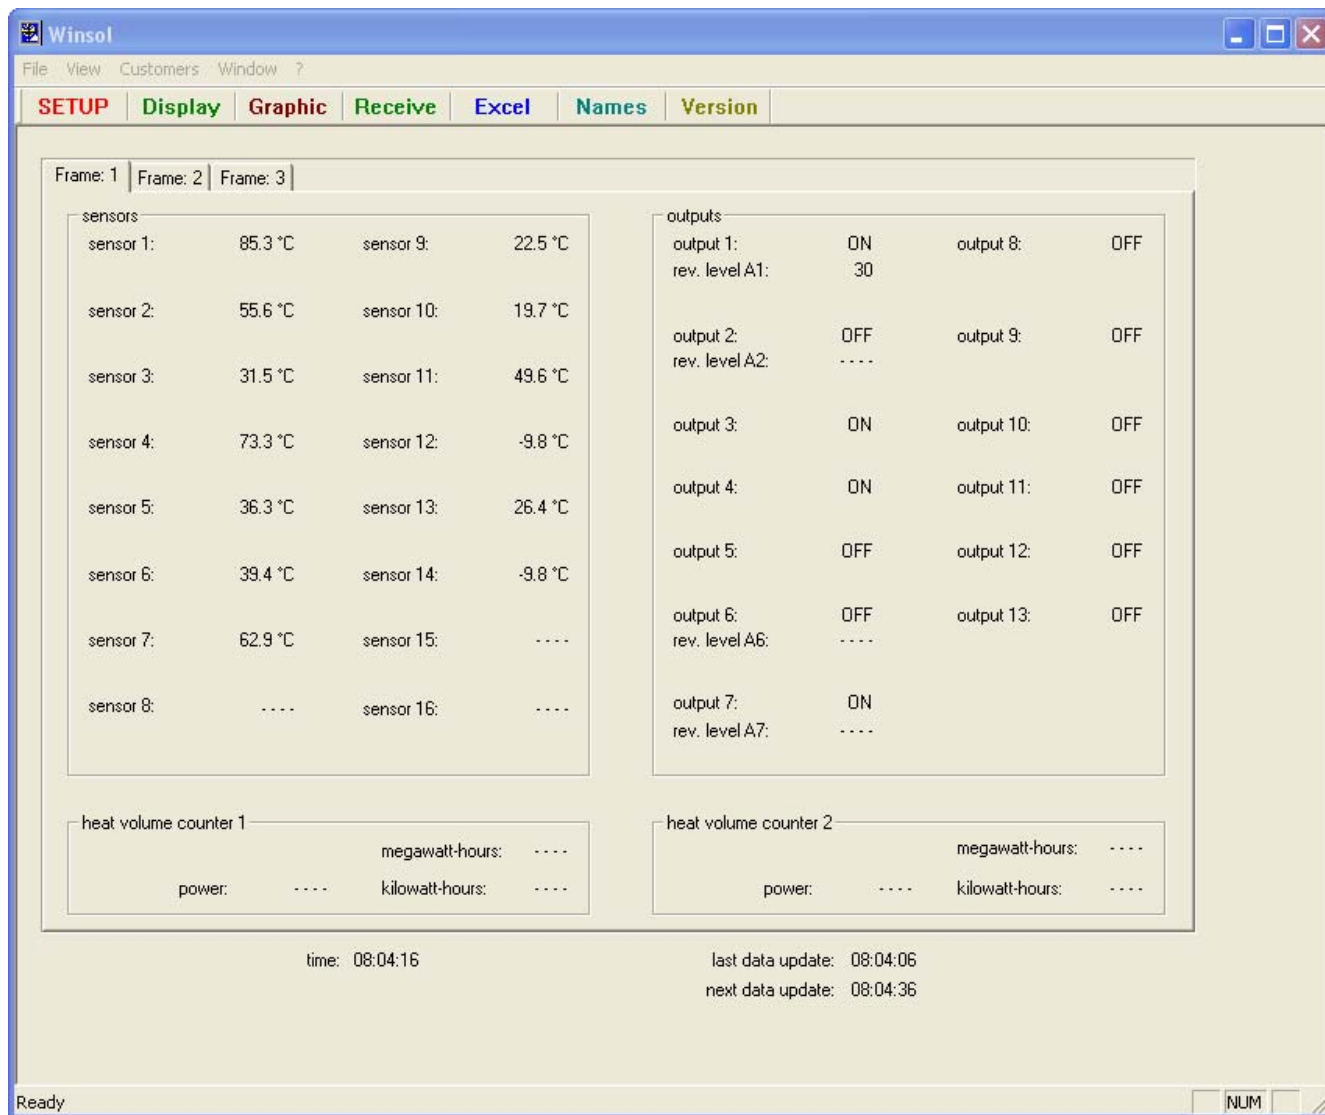 Winsol
File View Customers Window ?
SETUP Display Graphic Receive Excel Names Version
Frame: 1 Frame: 2 Frame: 3
sensors
sensor 1: 85.3 °C sensor 9: 22.5 °C
sensor 2: 55.6 °C sensor 10: 19.7 °C
sensor 3: 31.5 °C sensor 11: 49.6 °C
sensor 4: 73.3 °C sensor 12: -9.8 °C
sensor 5: 36.3 °C sensor 13: 26.4 °C
sensor 6: 39.4 °C sensor 14: -9.8 °C
sensor 7: 62.9 °C sensor 15: - - - -
sensor 8: - - - - sensor 16: - - - -
outputs
output 1: ON output 8: OFF
rev. level A1: 30
output 2: OFF output 9: OFF
rev. level A2: - - - -
output 3: ON output 10: OFF
output 4: ON output 11: OFF
output 5: OFF output 12: OFF
output 6: OFF output 13: OFF
rev. level A6: - - - -
output 7: ON
rev. level A7: - - - -
heat volume counter 1
megawatt-hours: - - - -
power: - - - - kilowatt-hours: - - - -
heat volume counter 2
megawatt-hours: - - - -
power: - - - - kilowatt-hours: - - - -
time: 08:04:16 last data update: 08:04:06
next data update: 08:04:36
Ready NUM